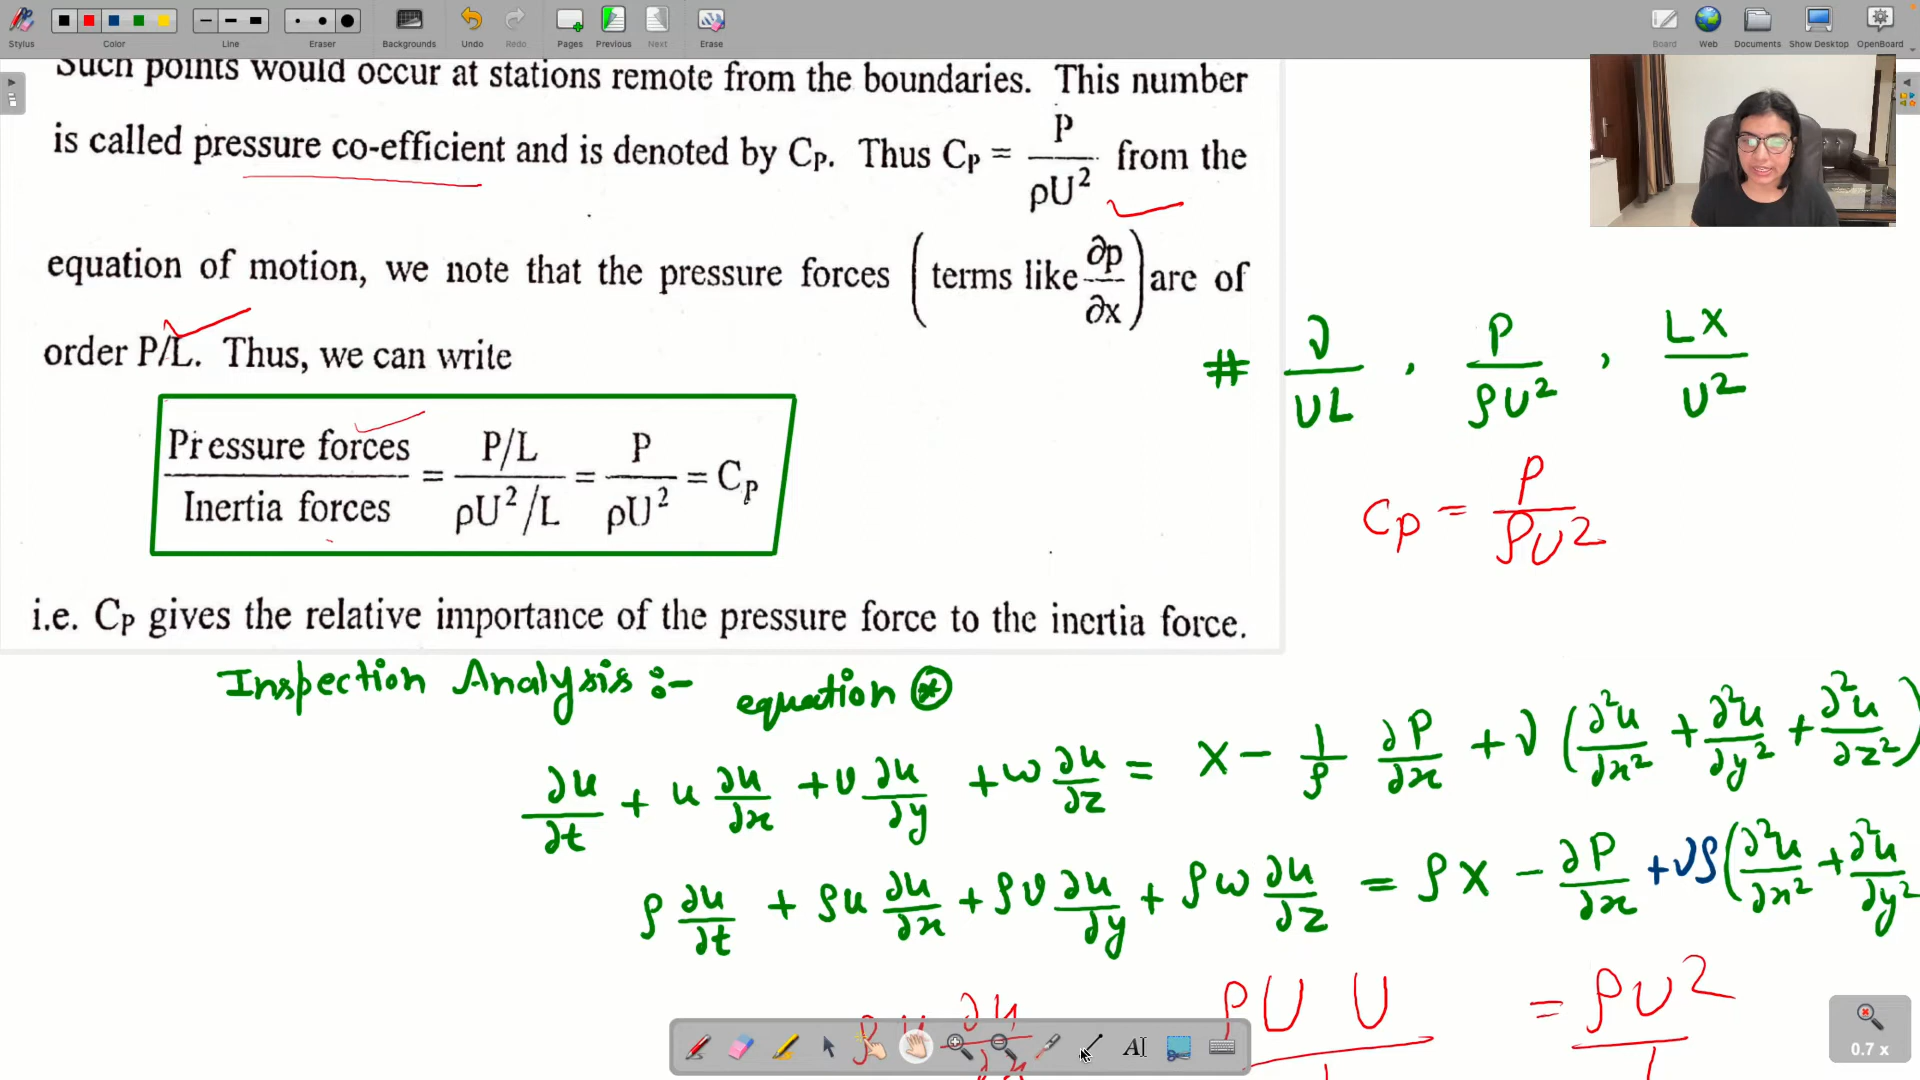 Stylus Color Line Eraser Backgrounds Undo Redo Pages Previous Next Erase Board Web Documents Show Desktop OpenBoard
Such points would occur at stations remote from the boundaries. This number
is called pressure co-efficient and is denoted by C_P. Thus C_P = P/ρU² from the
equation of motion, we note that the pressure forces (terms like ∂p/∂x) are of
order P/L. Thus, we can write
Pressure forces / Inertia forces = (P/L)/(ρU²/L) = P/ρU² = C_p
i.e. C_P gives the relative importance of the pressure force to the inertia force.
# ν/UL , P/ρU² , LX/U²
C_p = P/ρU²
Inspection Analysis :- equation ⊛
∂u/∂t + u ∂u/∂x + v ∂u/∂y + w ∂u/∂z = X − 1/ρ ∂P/∂x + ν (∂²u/∂x² + ∂²u/∂y² + ∂²u/∂z²)
ρ ∂u/∂t + ρu ∂u/∂x + ρv ∂u/∂y + ρw ∂u/∂z = ρX − ∂P/∂x + νρ (∂²u/∂x² + ∂²u/∂y²
ρU U = ρU²
0.7 x